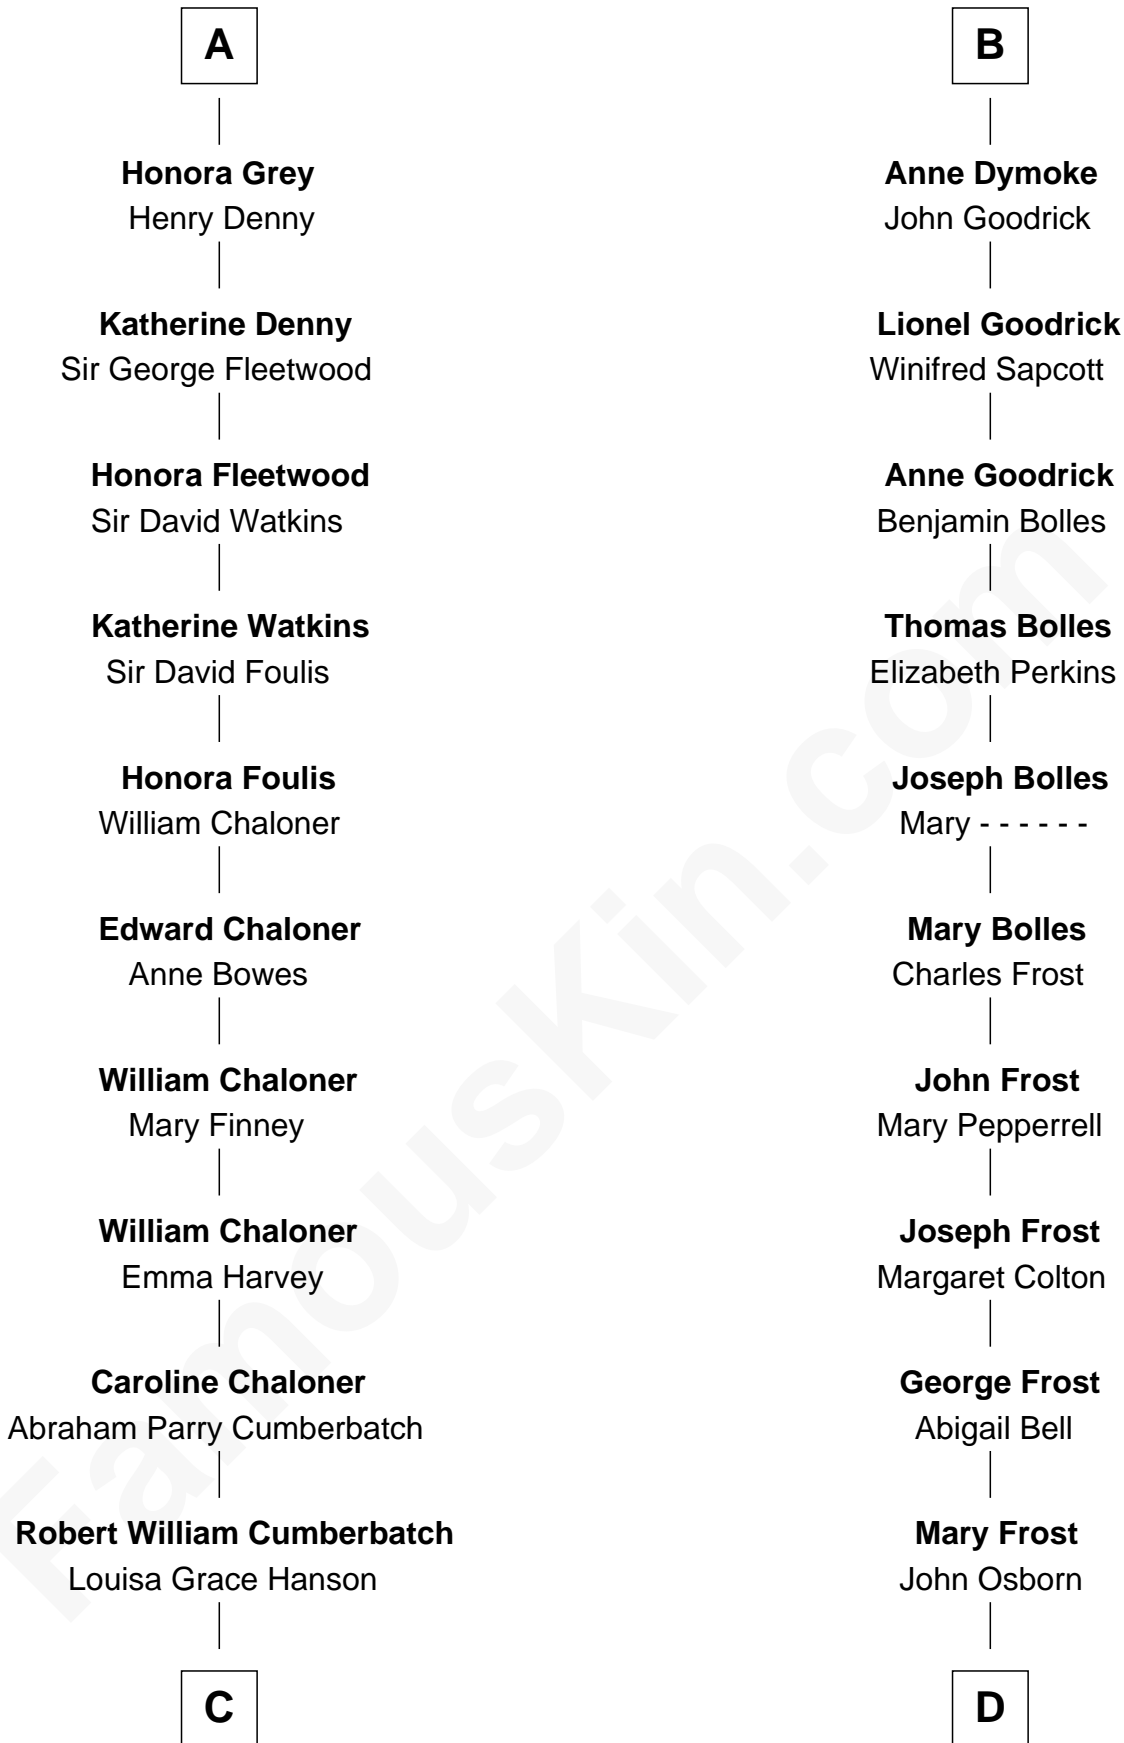 A
Honora Grey
Henry Denny
Katherine Denny
Sir George Fleetwood
Honora Fleetwood
Sir David Watkins
Katherine Watkins
Sir David Foulis
Honora Foulis
William Chaloner
Edward Chaloner
Anne Bowes
William Chaloner
Mary Finney
William Chaloner
Emma Harvey
Caroline Chaloner
Abraham Parry Cumberbatch
Robert William Cumberbatch
Louisa Grace Hanson
C
B
Anne Dymoke
John Goodrick
Lionel Goodrick
Winifred Sapcott
Anne Goodrick
Benjamin Bolles
Thomas Bolles
Elizabeth Perkins
Joseph Bolles
Mary - - - - - -
Mary Bolles
Charles Frost
John Frost
Mary Pepperrell
Joseph Frost
Margaret Colton
George Frost
Abigail Bell
Mary Frost
John Osborn
D
FamousKin.com